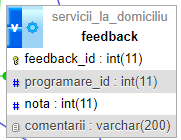 servicii_la_domiciliu
v feedback
feedback_id : int(11)
# programare_id : int(11)
# nota : int(11)
comentarii : varchar(200)